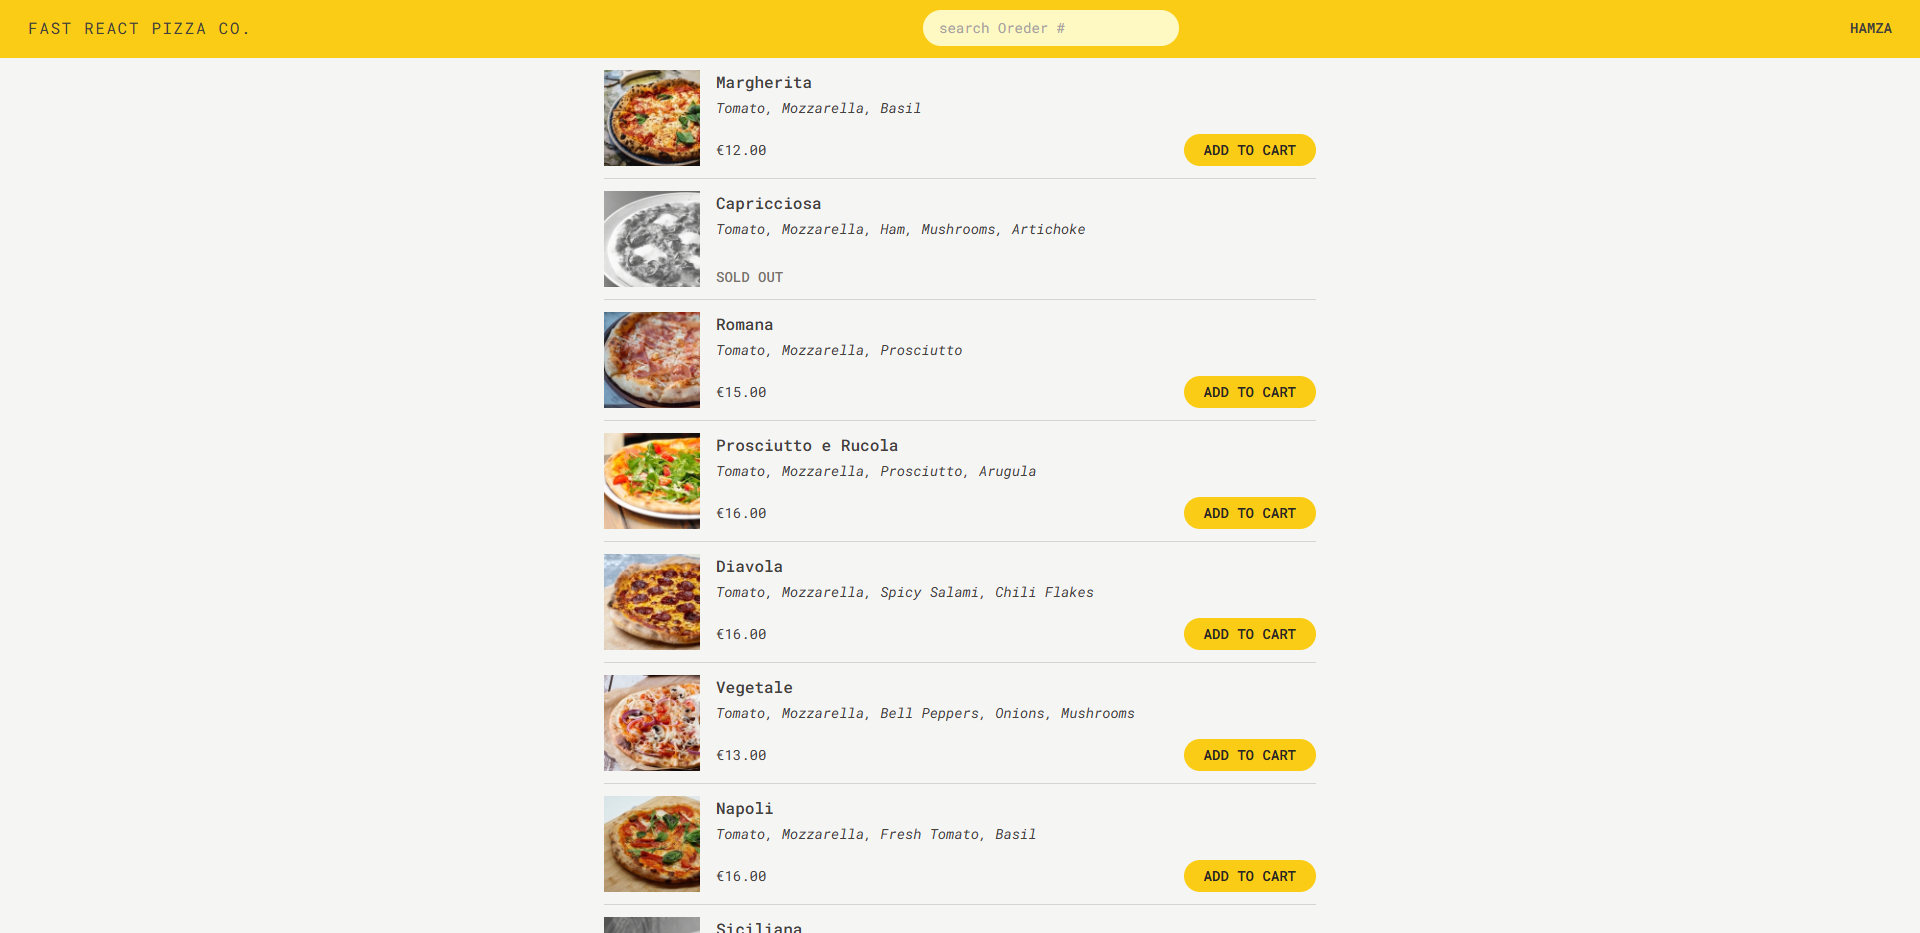 FAST REACT PIZZA CO.
search Oreder #
HAMZA
Margherita
Tomato, Mozzarella, Basil
€12.00
ADD TO CART
Capricciosa
Tomato, Mozzarella, Ham, Mushrooms, Artichoke
SOLD OUT
Romana
Tomato, Mozzarella, Prosciutto
€15.00
ADD TO CART
Prosciutto e Rucola
Tomato, Mozzarella, Prosciutto, Arugula
€16.00
ADD TO CART
Diavola
Tomato, Mozzarella, Spicy Salami, Chili Flakes
€16.00
ADD TO CART
Vegetale
Tomato, Mozzarella, Bell Peppers, Onions, Mushrooms
€13.00
ADD TO CART
Napoli
Tomato, Mozzarella, Fresh Tomato, Basil
€16.00
ADD TO CART
Siciliana